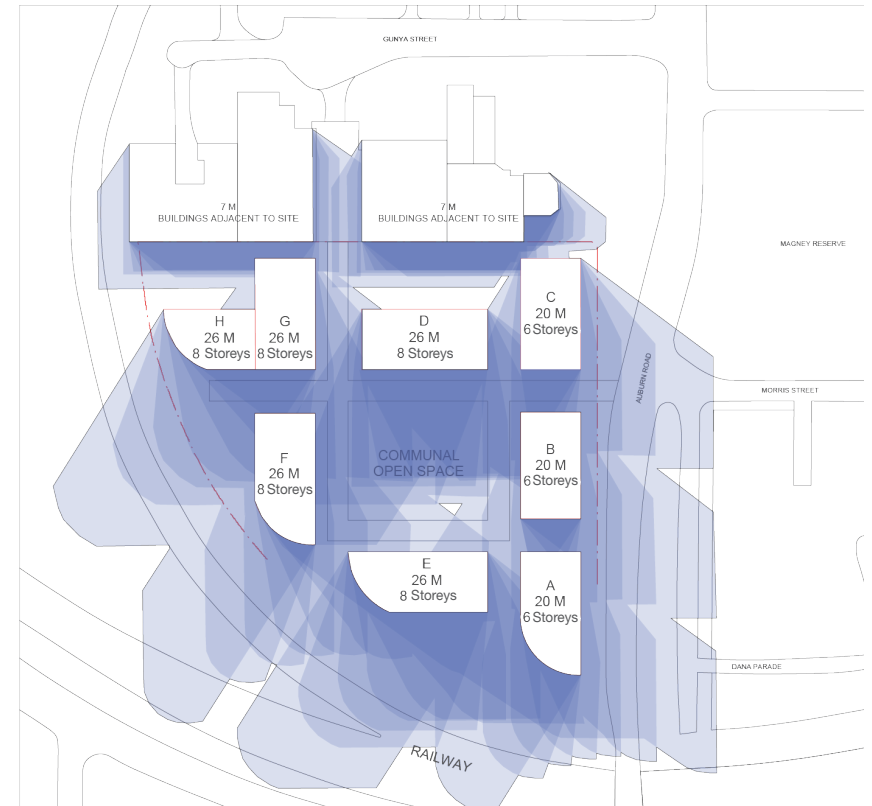 GUNYA STREET
7 M
BUILDINGS ADJACENT TO SITE
7 M
BUILDINGS ADJACENT TO SITE
MAGNEY RESERVE
C
20 M
6 Storeys
H
26 M
8 Storeys
G
26 M
8 Storeys
D
26 M
8 Storeys
AUBURN ROAD
MORRIS STREET
F
26 M
8 Storeys
COMMUNAL
OPEN SPACE
B
20 M
6 Storeys
E
26 M
8 Storeys
A
20 M
6 Storeys
DANA PARADE
RAILWAY